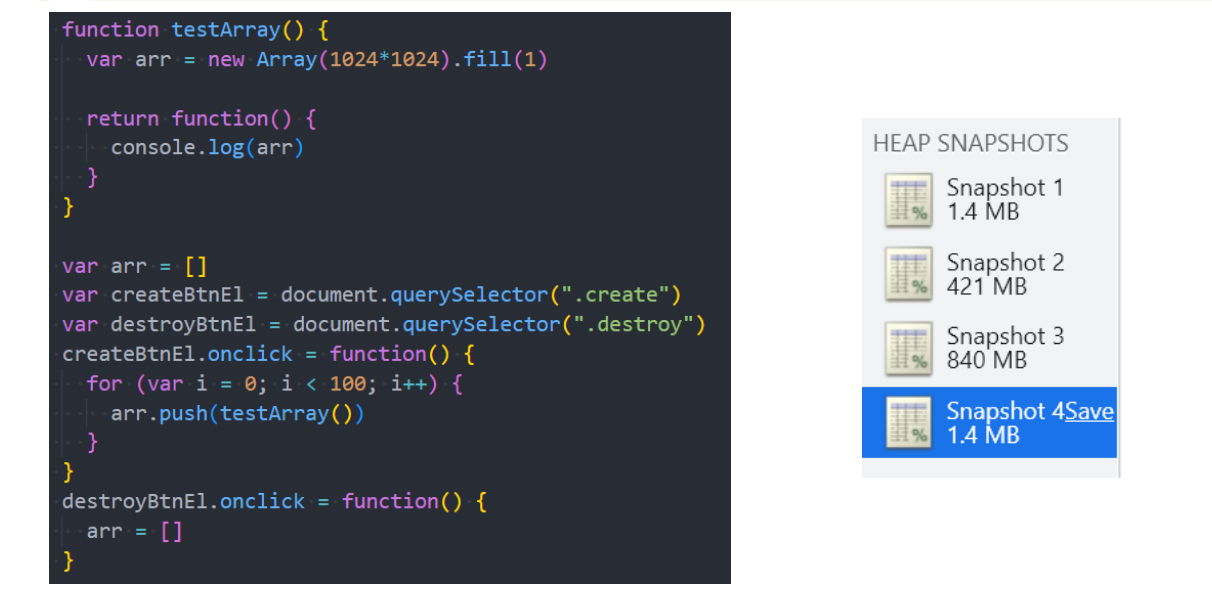 function testArray() {
  var arr = new Array(1024*1024).fill(1)
  return function() {
    console.log(arr)
  }
}
var arr = []
var createBtnEl = document.querySelector(".create")
var destroyBtnEl = document.querySelector(".destroy")
createBtnEl.onclick = function() {
  for (var i = 0; i < 100; i++) {
    arr.push(testArray())
  }
}
destroyBtnEl.onclick = function() {
  arr = []
}
HEAP SNAPSHOTS
Snapshot 1
1.4 MB
Snapshot 2
421 MB
Snapshot 3
840 MB
Snapshot 4Save
1.4 MB
%
%
%
%